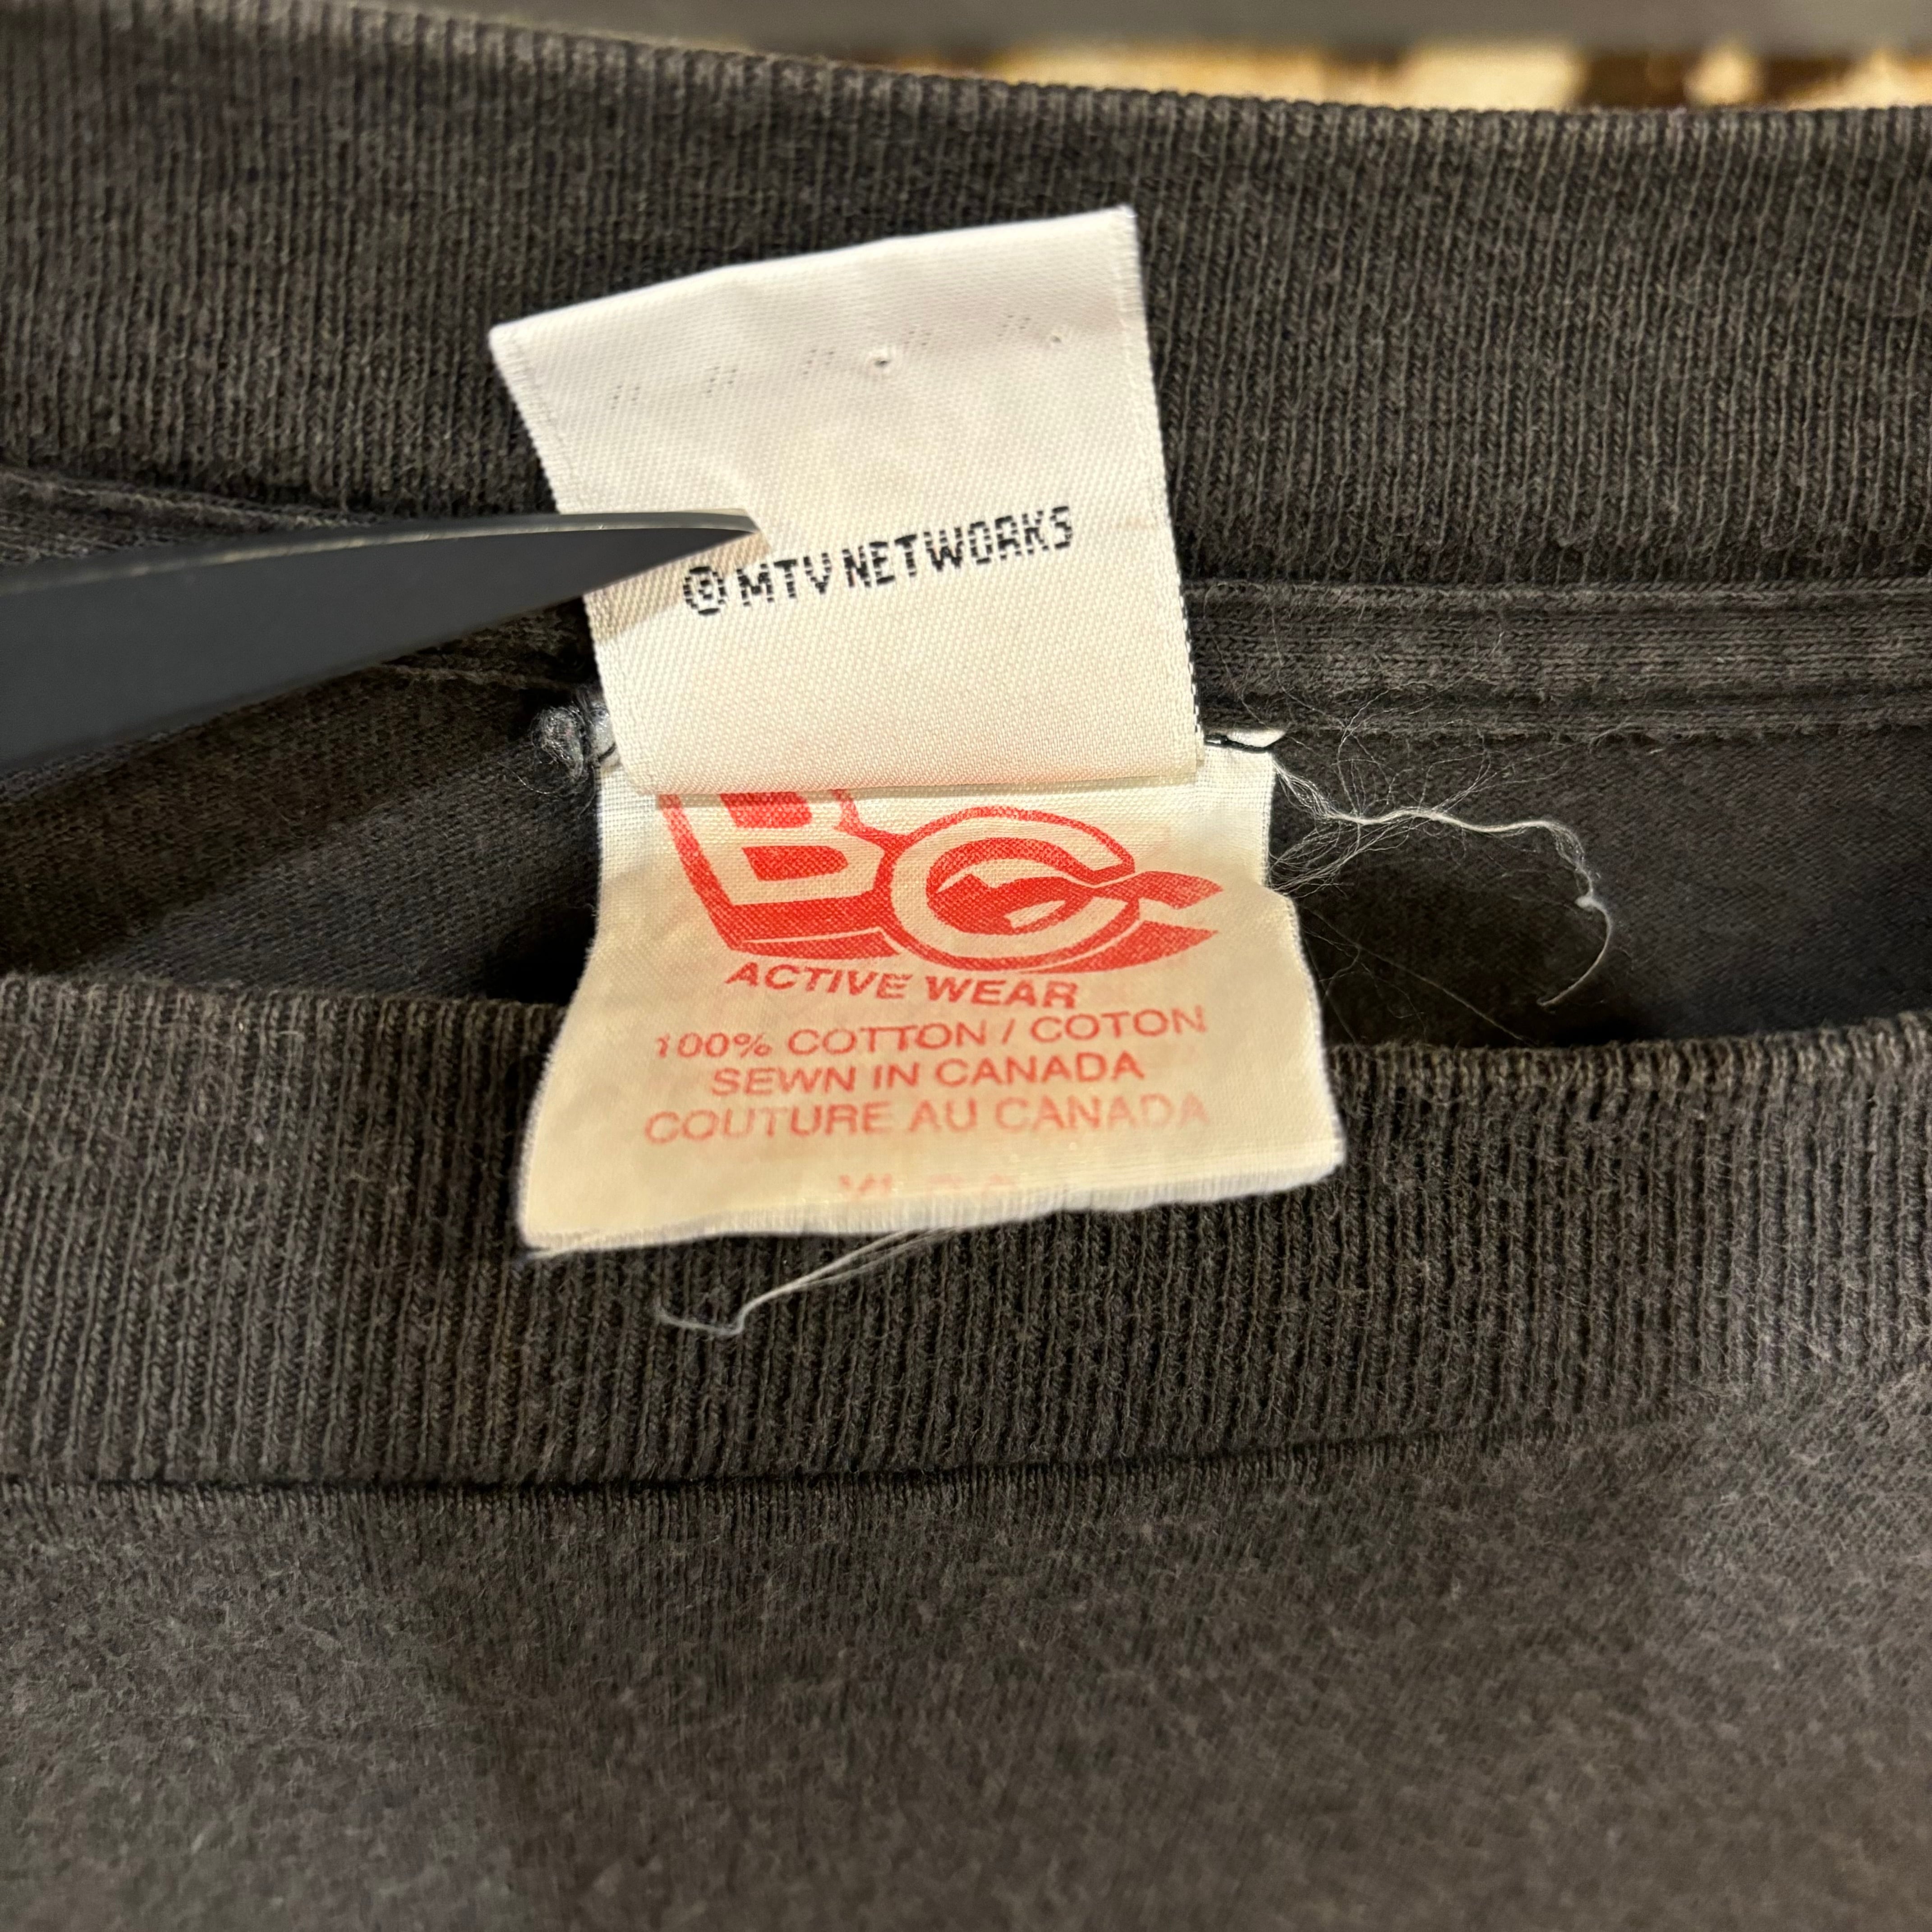 © MTV NETWORKS
BC
ACTIVE WEAR
100% COTTON / COTON
SEWN IN CANADA
COUTURE AU CANADA